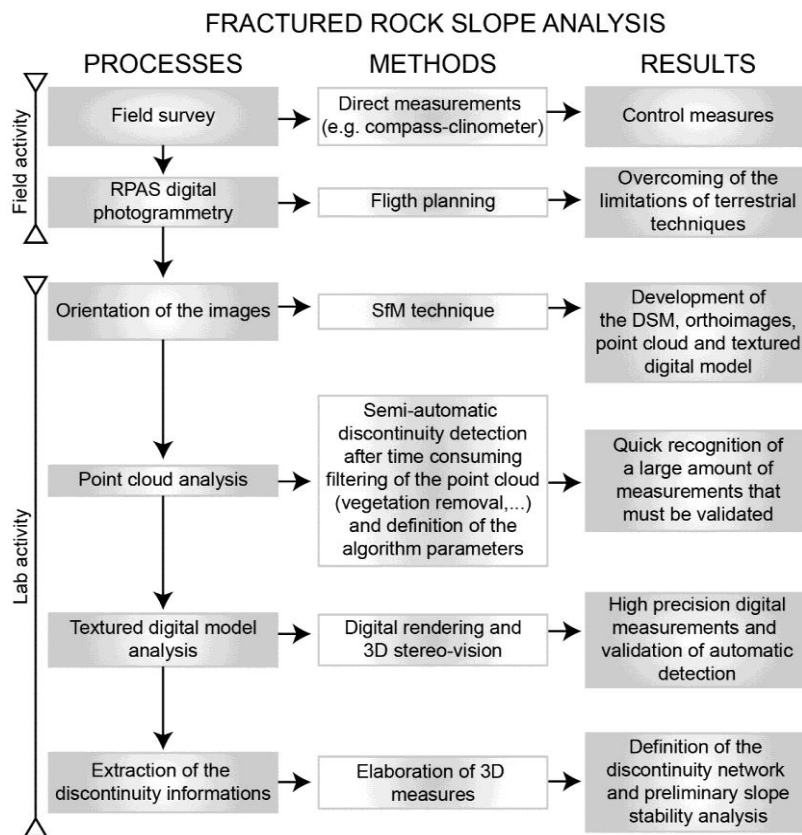 FRACTURED ROCK SLOPE ANALYSIS
PROCESSES
METHODS
RESULTS
Field activity
Field survey
Direct measurements
(e.g. compass-clinometer)
Control measures
RPAS digital
photogrammetry
Fligth planning
Overcoming of the
limitations of terrestrial
techniques
Lab activity
Orientation of the images
SfM technique
Development of
the DSM, orthoimages,
point cloud and textured
digital model
Point cloud analysis
Semi-automatic
discontinuity detection
after time consuming
filtering of the point cloud
(vegetation removal,...)
and definition of the
algorithm parameters
Quick recognition of
a large amount of
measurements that
must be validated
Textured digital model
analysis
Digital rendering and
3D stereo-vision
High precision digital
measurements and
validation of automatic
detection
Extraction of the
discontinuity informations
Elaboration of 3D
measures
Definition of the
discontinuity network
and preliminary slope
stability analysis